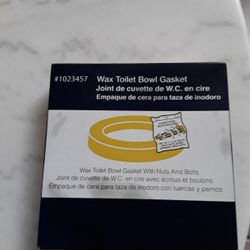 #1023457 Wax Toilet Bowl Gasket
Joint de cuvette de W.C. en cire
Empaque de cera para taza de inodoro
Wax Toilet Bowl Gasket With Nuts And Bolts
Joint de cuvette de W.C. en cire avec écrous et boulons
Empaque de cera para taza de inodoro con tuercas y pernos